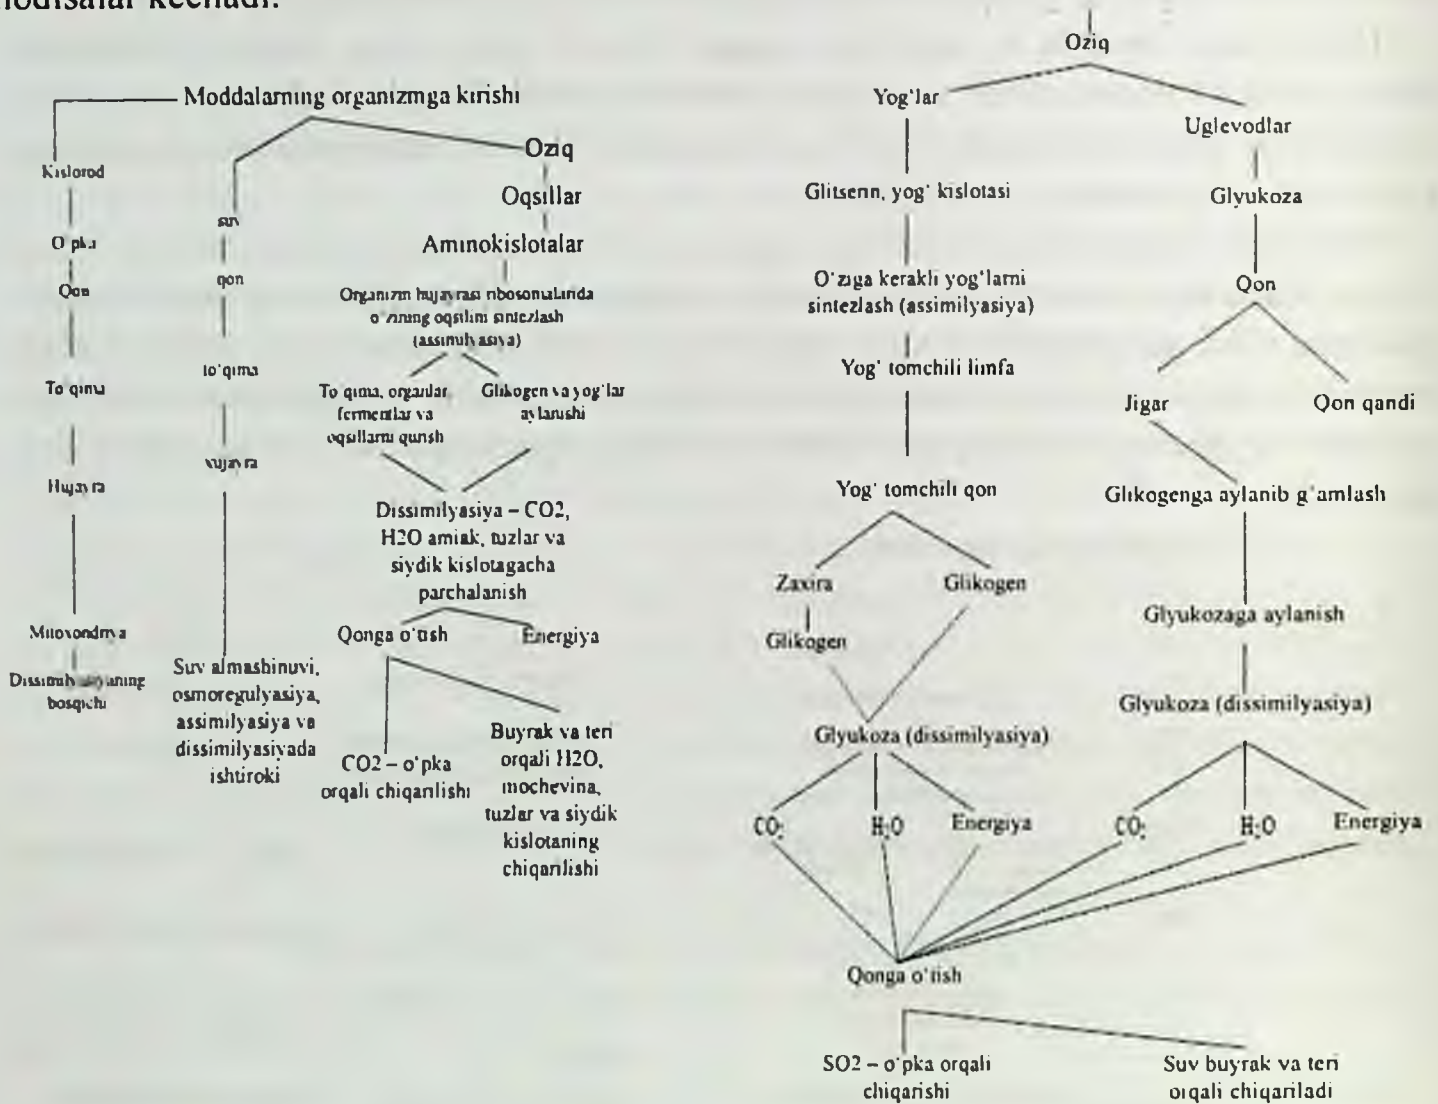 hodisalar kechadi:
Moddalarning organizmga kirishi
Kislorod
O'pka
Qon
To'qima
Hujayra
Mitoxondriya
Dissimilyasiyaning
bosqichi
suv
qon
to'qima
xujayra
Suv almashinuvi,
osmoregulyasiya,
assimilyasiya va
dissimilyasiyada
ishtiroki
Oziq
Oqsillar
Aminokislotalar
Organizm hujayrasi ribosomalarida
o'zining oqsilini sintezlash
(assimilyasiya)
To'qima, organlar,
fermentlar va
oqsillarni qurish
Glikogen va yog'lar
aylanishi
Dissimilyasiya – CO2,
H2O amiak, tuzlar va
siydik kislotagacha
parchalanish
Qonga o'tish
Energiya
CO2 – o'pka
orqali chiqarilishi
Buyrak va teri
orqali H2O,
mochevina,
tuzlar va siydik
kislotaning
chiqarilishi
Oziq
Yog'lar
Glitserin, yog' kislotasi
O'ziga kerakli yog'larni
sintezlash (assimilyasiya)
Yog' tomchili limfa
Yog' tomchili qon
Zaxira
Glikogen
Glikogen
Glyukoza (dissimilyasiya)
CO₂ H₂O Energiya
Uglevodlar
Glyukoza
Qon
Jigar
Qon qandi
Glikogenga aylanib g'amlash
Glyukozaga aylanish
Glyukoza (dissimilyasiya)
CO₂ H₂O Energiya
Qonga o'tish
SO2 – o'pka orqali
chiqarishi
Suv buyrak va teri
orqali chiqariladi